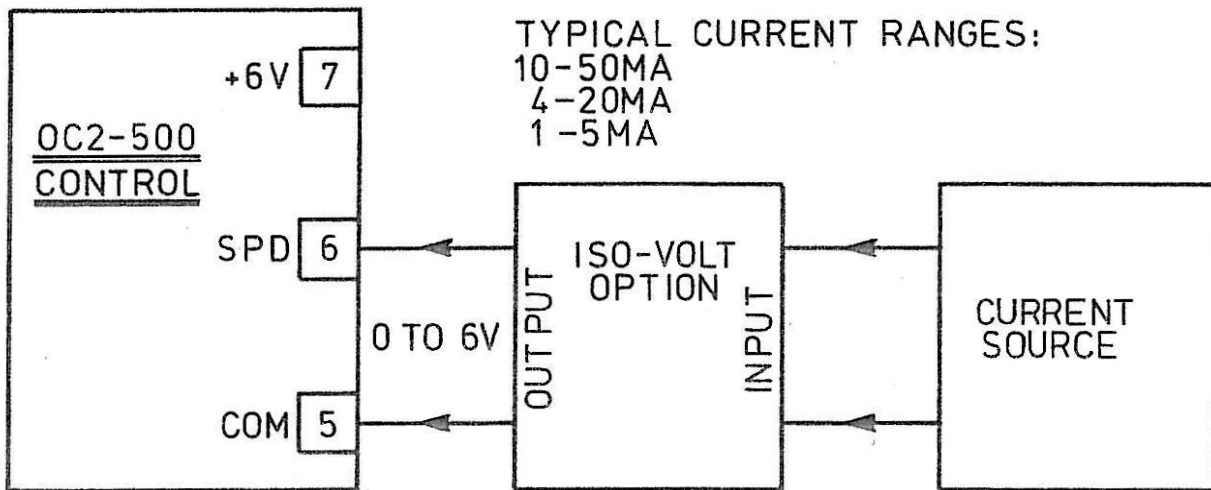 TYPICAL CURRENT RANGES:
10-50MA
4-20MA
1-5MA
+6V 7
OC2-500
CONTROL
SPD 6
0 TO 6V
COM 5
OUTPUT
ISO-VOLT
OPTION
INPUT
CURRENT
SOURCE